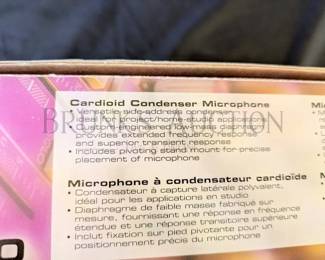 Cardioid Condenser Microphone
• Versatile side-address condenser
ideal for project/home-studio applications
• Custom-engineered low-mass diaphragm
provides extended frequency response
and superior transient response
• Includes pivoting stand mount for precise
placement of microphone
Microphone à condensateur cardioïde
• Condensateur à capture latérale polyvalent,
idéal pour les applications en studio
• Diaphragme de faible masse fabriqué sur
mesure, fournissant une réponse en fréquence
étendue et une réponse transitoire supérieure
• Inclut fixation sur pied pivotante pour un
positionnement précis du microphone